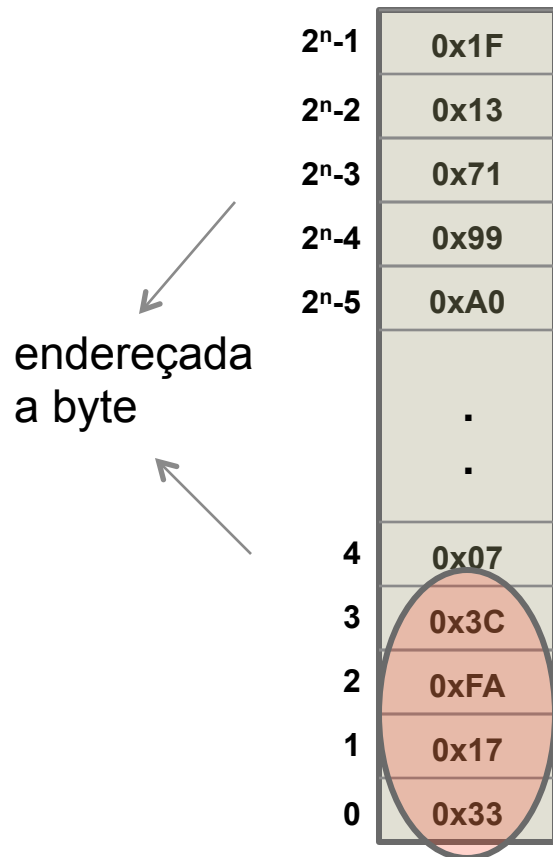 2ⁿ-1 0x1F
2ⁿ-2 0x13
2ⁿ-3 0x71
2ⁿ-4 0x99
2ⁿ-5 0xA0
endereçada
a byte
.
.
4 0x07
3 0x3C
2 0xFA
1 0x17
0 0x33